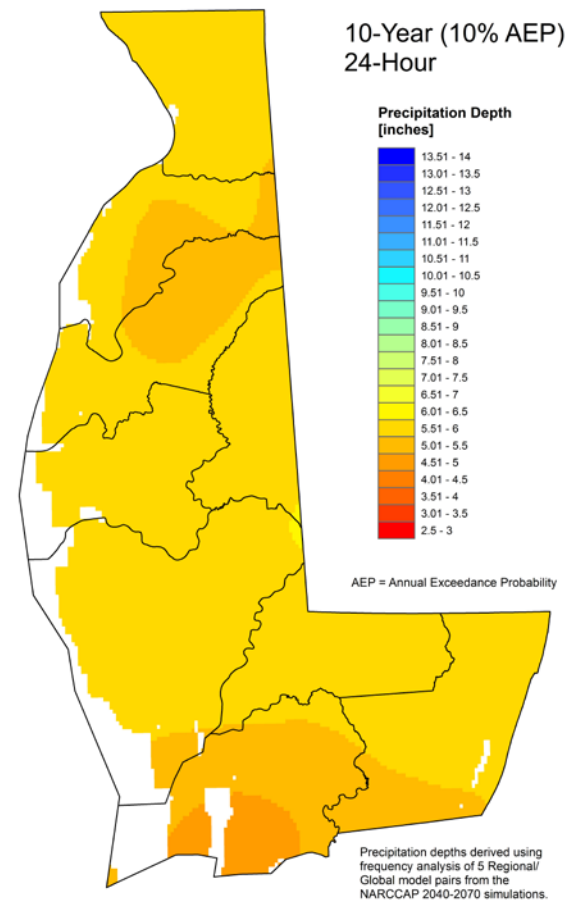 10-Year (10% AEP)
24-Hour
Precipitation Depth
[inches]
13.51 - 14
13.01 - 13.5
12.51 - 13
12.01 - 12.5
11.51 - 12
11.01 - 11.5
10.51 - 11
10.01 - 10.5
9.51 - 10
9.01 - 9.5
8.51 - 9
8.01 - 8.5
7.51 - 8
7.01 - 7.5
6.51 - 7
6.01 - 6.5
5.51 - 6
5.01 - 5.5
4.51 - 5
4.01 - 4.5
3.51 - 4
3.01 - 3.5
2.5 - 3
AEP = Annual Exceedance Probability
Precipitation depths derived using
frequency analysis of 5 Regional/
Global model pairs from the
NARCCAP 2040-2070 simulations.